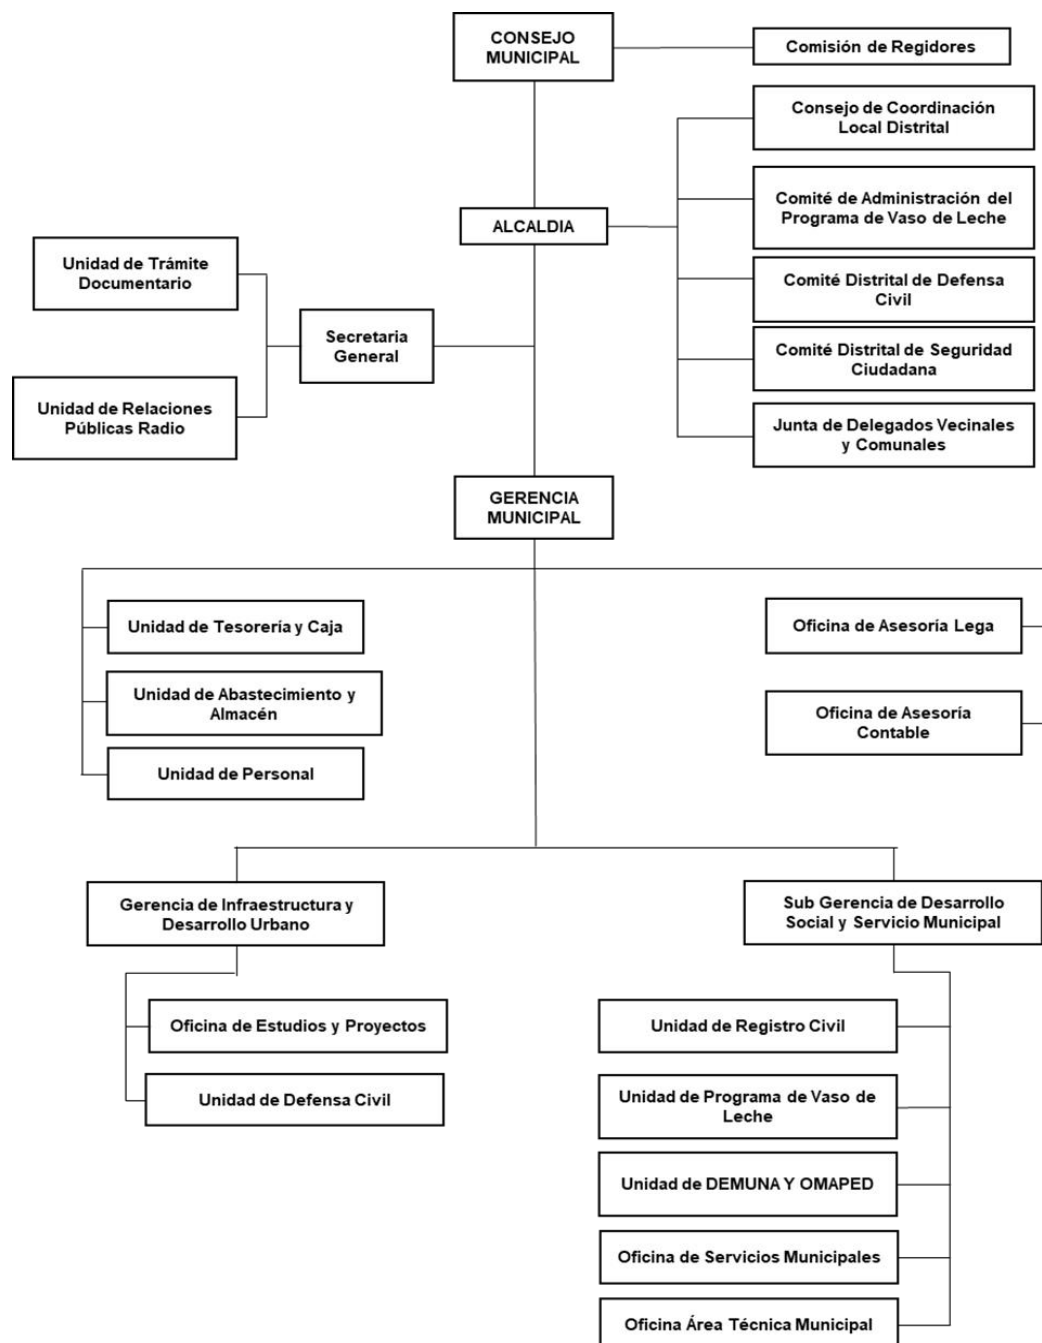 CONSEJO
MUNICIPAL
Comisión de Regidores
Consejo de Coordinación
Local Distrital
Comité de Administración del
Programa de Vaso de Leche
ALCALDIA
Unidad de Trámite
Documentario
Comité Distrital de Defensa
Civil
Secretaria
General
Comité Distrital de Seguridad
Ciudadana
Unidad de Relaciones
Públicas Radio
Junta de Delegados Vecinales
y Comunales
GERENCIA
MUNICIPAL
Unidad de Tesorería y Caja
Oficina de Asesoría Lega
Unidad de Abastecimiento y
Almacén
Oficina de Asesoría
Contable
Unidad de Personal
Gerencia de Infraestructura y
Desarrollo Urbano
Sub Gerencia de Desarrollo
Social y Servicio Municipal
Oficina de Estudios y Proyectos
Unidad de Registro Civil
Unidad de Defensa Civil
Unidad de Programa de Vaso de
Leche
Unidad de DEMUNA Y OMAPED
Oficina de Servicios Municipales
Oficina Área Técnica Municipal